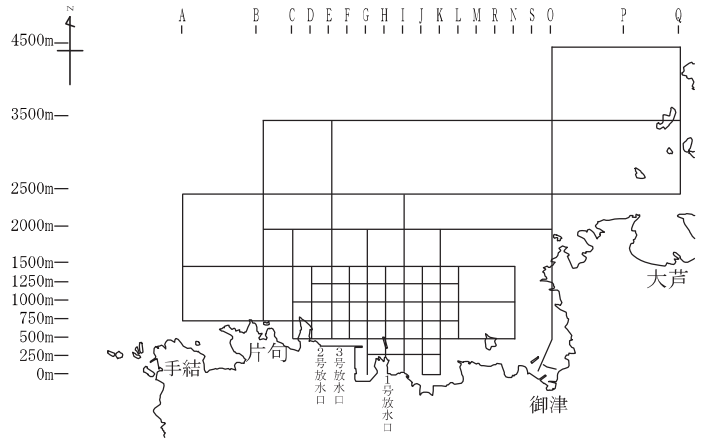 N
A B C D E F G H I J K L M R N S O P Q
4500m
3500m
2500m
2000m
1500m
1250m
1000m
750m
500m
250m
0m
大芦
片句
手結
2号放水口
3号放水口
1号放水口
御津